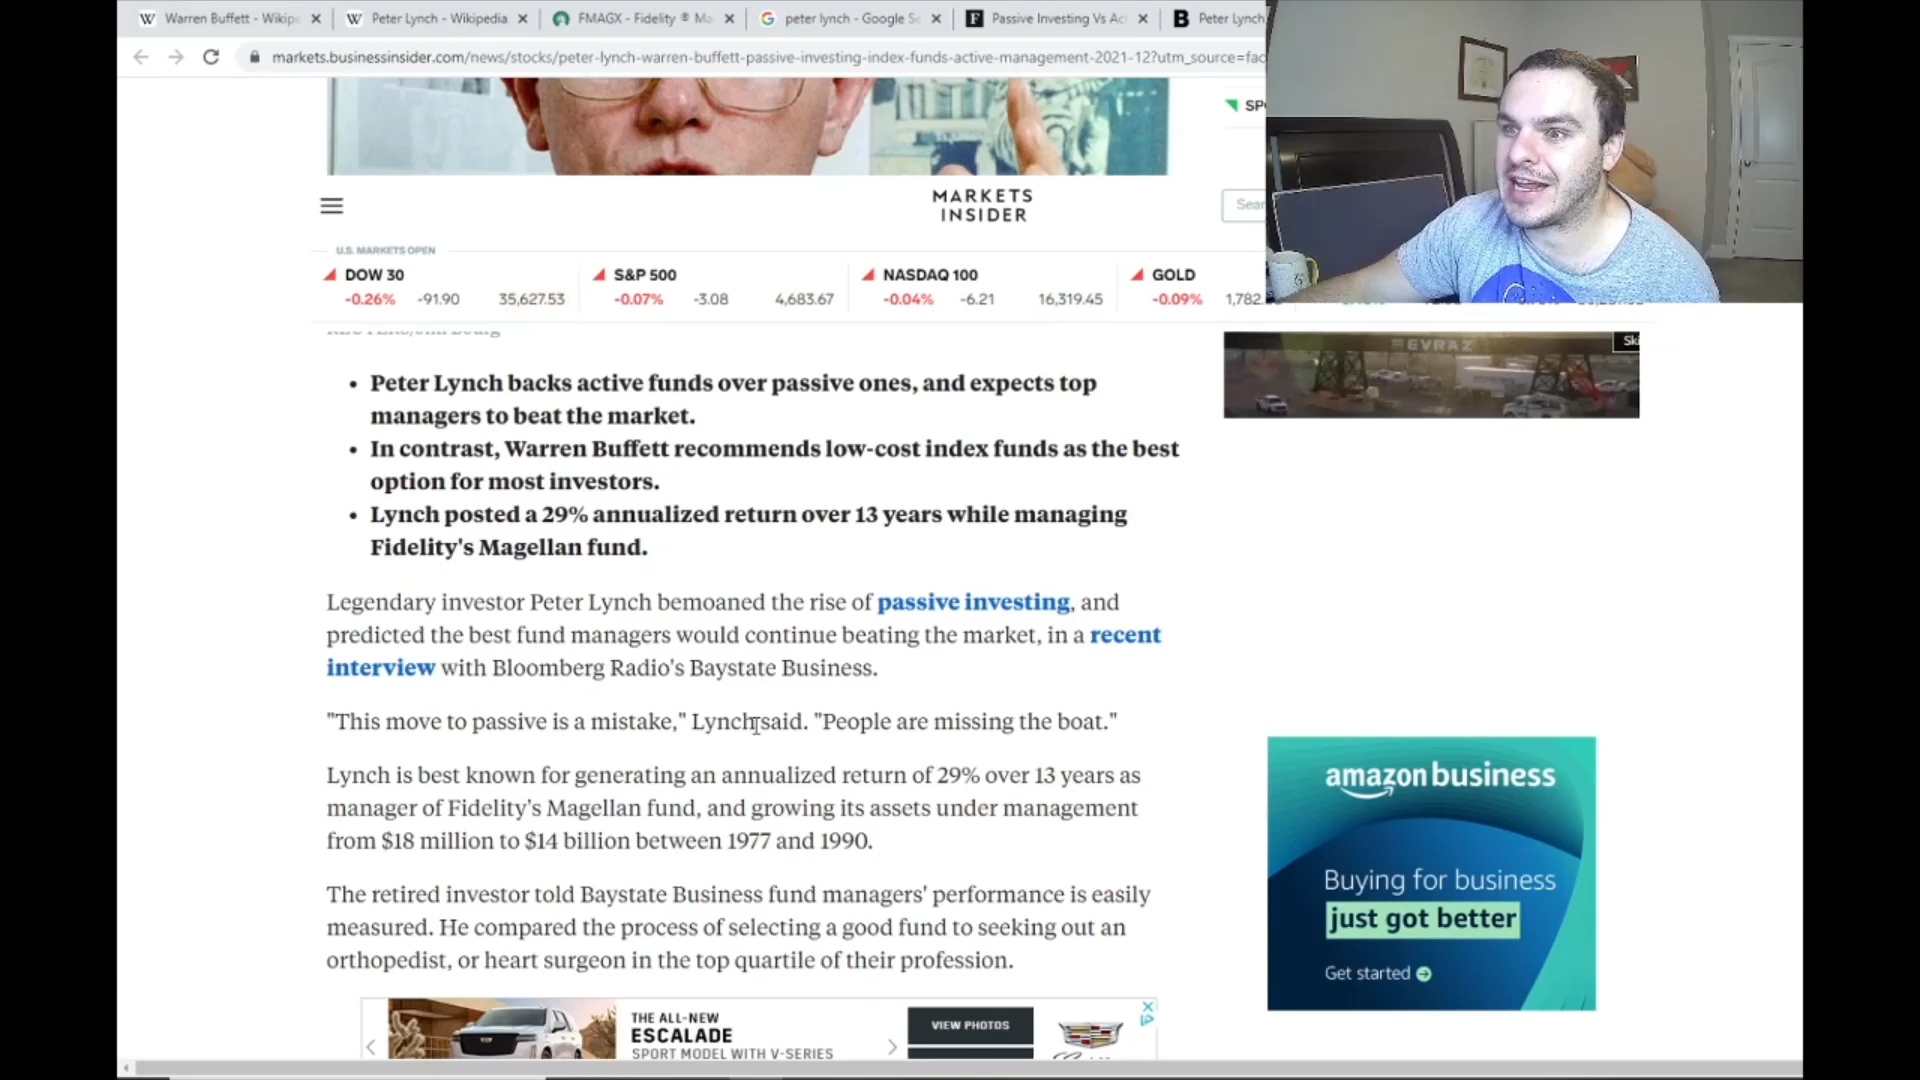 Warren Buffett - Wikip
Peter Lynch - Wikipedia
FMAGX - Fidelity ® Ma
peter lynch - Google Se
Passive Investing Vs Ac
Peter Lynch
markets.businessinsider.com/news/stocks/peter-lynch-warren-buffett-passive-investing-index-funds-active-management-2021-12?utm_source=fac
SP
MARKETS
INSIDER
Sear
U.S. MARKETS OPEN
DOW 30
-0.26% -91.90 35,627.53
S&P 500
-0.07% -3.08 4,683.67
NASDAQ 100
-0.04% -6.21 16,319.45
GOLD
-0.09% 1,782.
EVRAZ
Ski
• Peter Lynch backs active funds over passive ones, and expects top
managers to beat the market.
• In contrast, Warren Buffett recommends low-cost index funds as the best
option for most investors.
• Lynch posted a 29% annualized return over 13 years while managing
Fidelity's Magellan fund.
Legendary investor Peter Lynch bemoaned the rise of passive investing, and
predicted the best fund managers would continue beating the market, in a recent
interview with Bloomberg Radio's Baystate Business.
"This move to passive is a mistake," Lynch said. "People are missing the boat."
Lynch is best known for generating an annualized return of 29% over 13 years as
manager of Fidelity's Magellan fund, and growing its assets under management
from $18 million to $14 billion between 1977 and 1990.
The retired investor told Baystate Business fund managers' performance is easily
measured. He compared the process of selecting a good fund to seeking out an
orthopedist, or heart surgeon in the top quartile of their profession.
amazon business
Buying for business
just got better
Get started
THE ALL-NEW
ESCALADE
SPORT MODEL WITH V-SERIES
VIEW PHOTOS